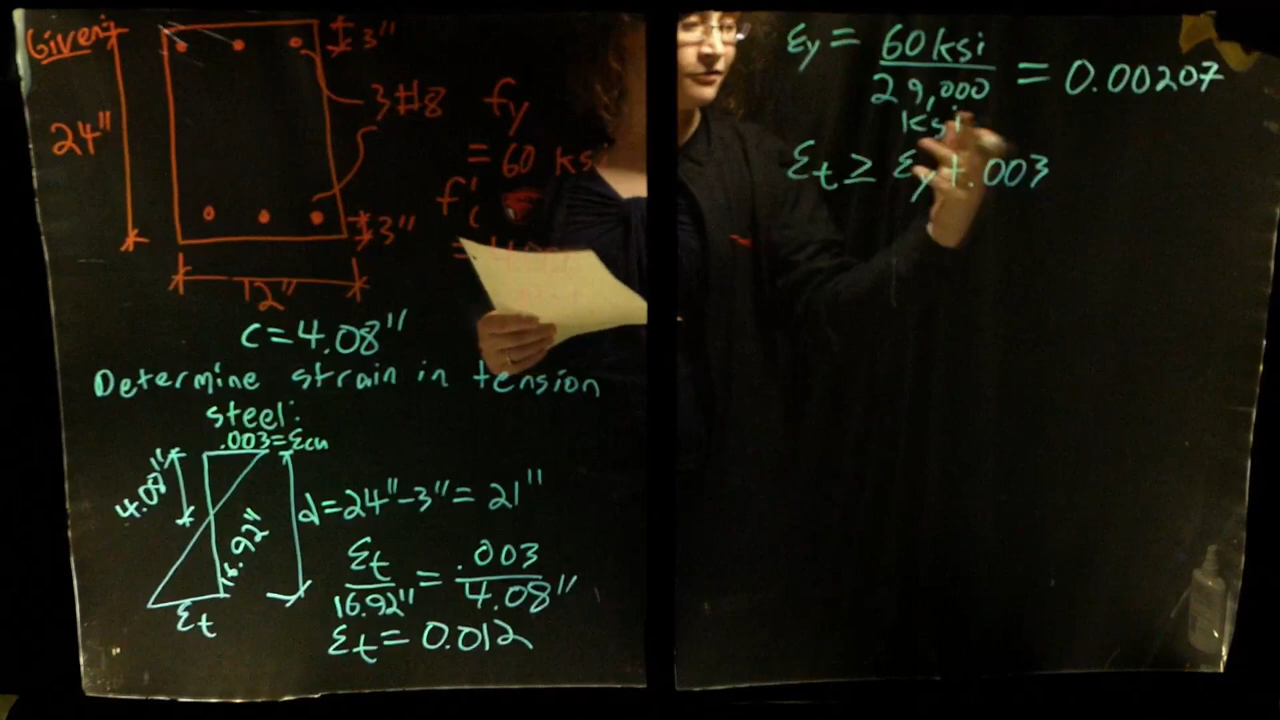 Given:
3"
24"
3#8
fy
= 60 ksi
f'c
3"
12"
c=4.08"
Determine strain in tension
steel:
.003=εcu
4.08"
16.92"
d=24"-3"=21"
εt/16.92" = .003/4.08"
εt
εt=0.012
εy = 60 ksi/29,000 ksi = 0.00207
εt ≥ εy+.003